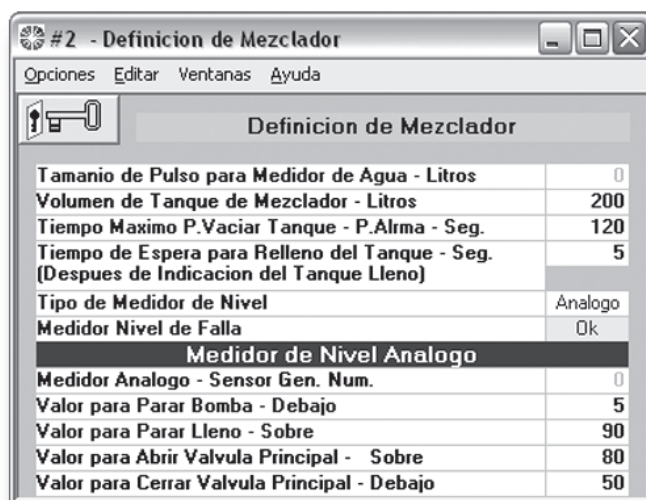 #2 - Definicion de Mezclador
Opciones Editar Ventanas Ayuda
Definicion de Mezclador
Tamanio de Pulso para Medidor de Agua - Litros 0
Volumen de Tanque de Mezclador - Litros 200
Tiempo Maximo P.Vaciar Tanque - P.Alrma - Seg. 120
Tiempo de Espera para Relleno del Tanque - Seg. 5
(Despues de Indicacion del Tanque Lleno)
Tipo de Medidor de Nivel Analogo
Medidor Nivel de Falla Ok
Medidor de Nivel Analogo
Medidor Analogo - Sensor Gen. Num. 0
Valor para Parar Bomba - Debajo 5
Valor para Parar Lleno - Sobre 90
Valor para Abrir Valvula Principal - Sobre 80
Valor para Cerrar Valvula Principal - Debajo 50